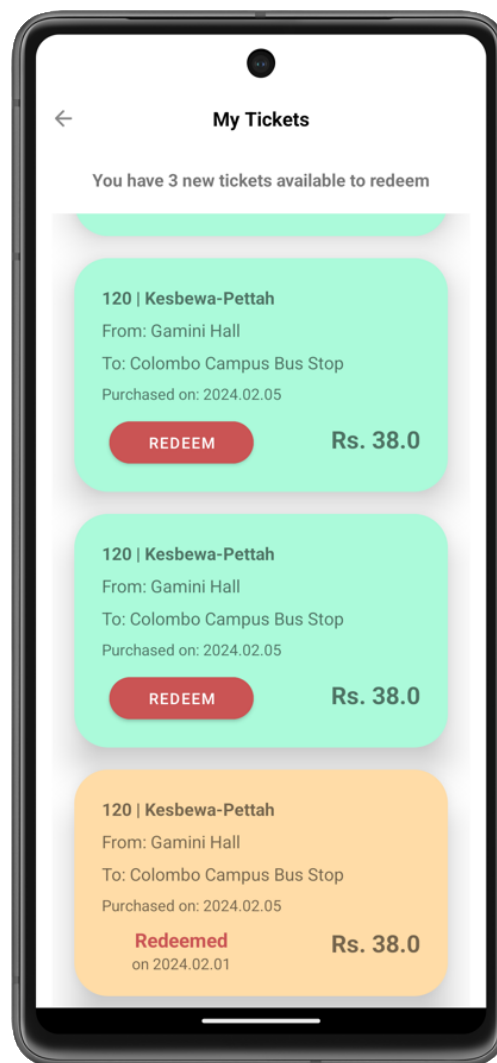 My Tickets
You have 3 new tickets available to redeem
120 | Kesbewa-Pettah
From: Gamini Hall
To: Colombo Campus Bus Stop
Purchased on: 2024.02.05
REDEEM
Rs. 38.0
120 | Kesbewa-Pettah
From: Gamini Hall
To: Colombo Campus Bus Stop
Purchased on: 2024.02.05
REDEEM
Rs. 38.0
120 | Kesbewa-Pettah
From: Gamini Hall
To: Colombo Campus Bus Stop
Purchased on: 2024.02.05
Redeemed
on 2024.02.01
Rs. 38.0